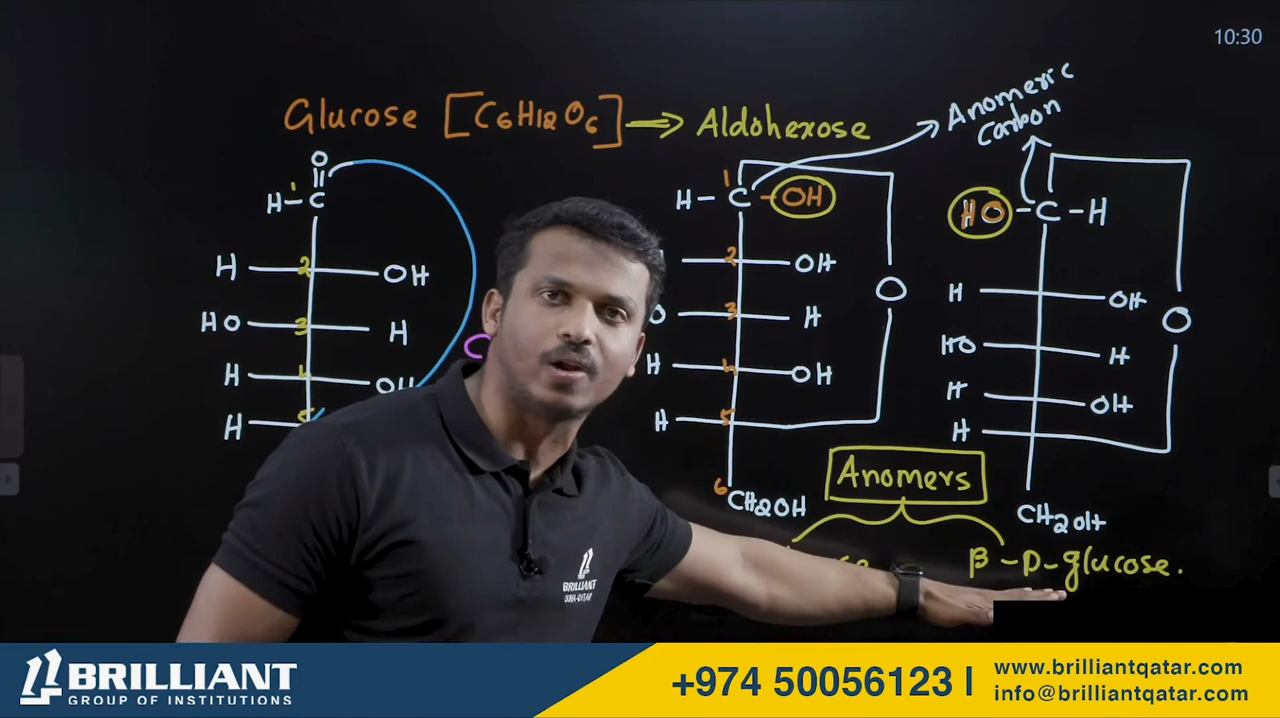 10:30
Glucose [C6H12O6] ⇒ Aldohexose
Anomeric
Carbon
O
H-C 1
H 2 OH
HO 3 H
H 4 OH
H 5
1
H-C-OH
2 OH
O 3 H
H 4 OH
H 5
6 CH2OH
O
HO-C-H
H OH
HO H
H OH
H
CH2OH
O
Anomers
β-D-glucose.
BRILLIANT
DOHA-QATAR
BRILLIANT
GROUP OF INSTITUTIONS
+974 50056123 |
www.brilliantqatar.com
info@brilliantqatar.com